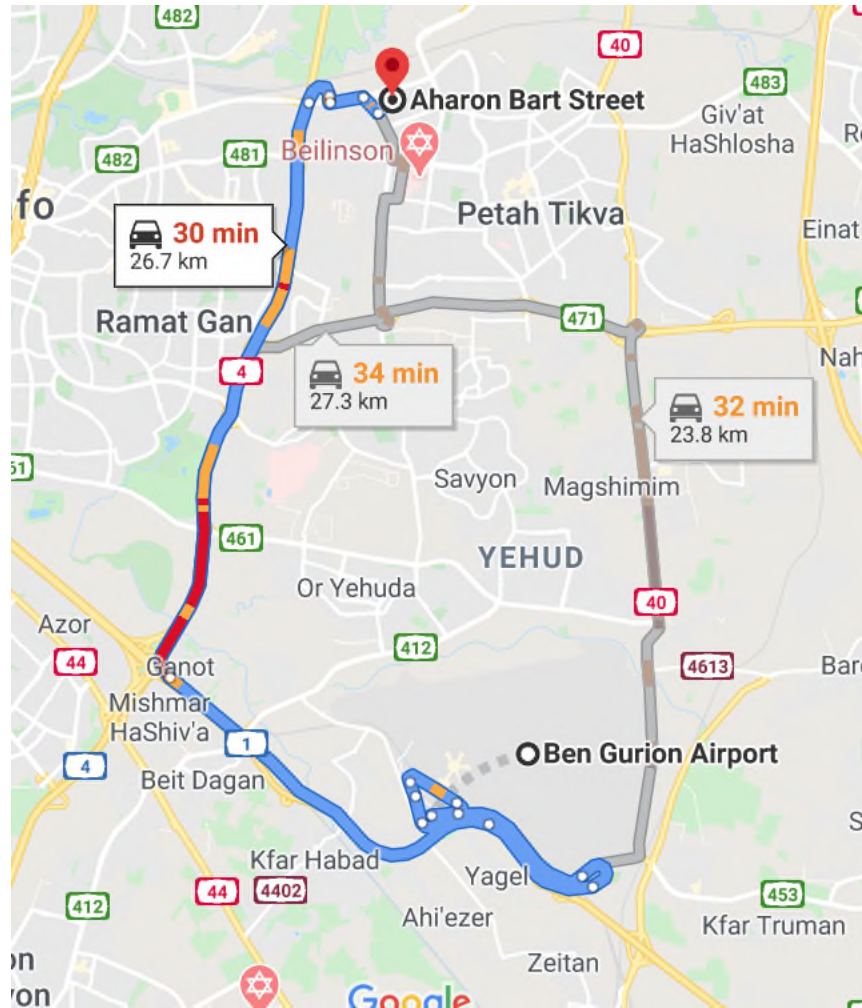 482
40
Aharon Bart Street
483
Giv'at
HaShlosha
482
481
Beilinson
fo
Petah Tikva
Einat
30 min
26.7 km
Ramat Gan
471
4
34 min
27.3 km
Nah
32 min
23.8 km
Savyon
Magshimim
461
YEHUD
Or Yehuda
40
Azor
412
44
Ganot
4613
Mishmar
HaShiv'a
1
Ben Gurion Airport
4
Beit Dagan
Kfar Habad
Yagel
44
4402
453
412
Ahi'ezer
Kfar Truman
Zeitan
Google